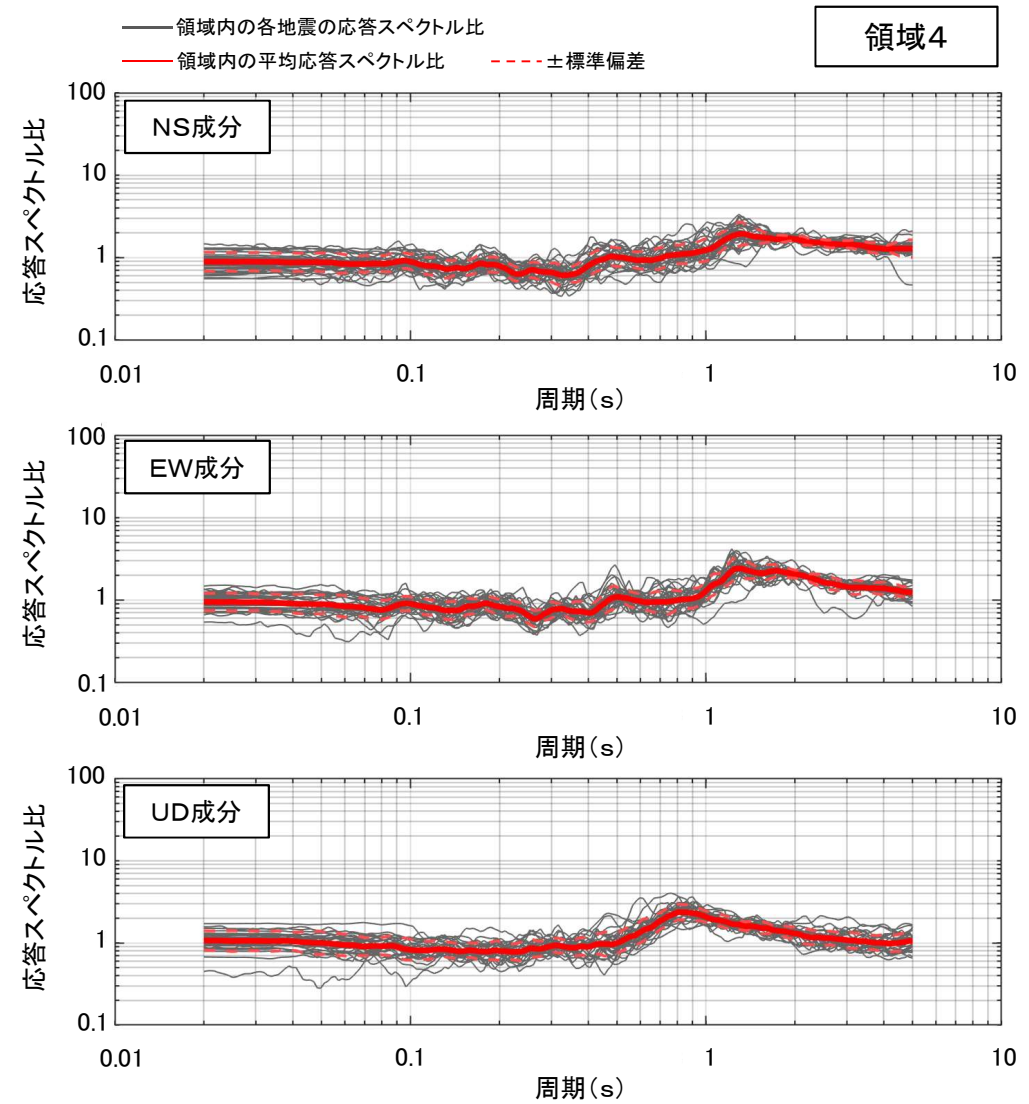 領域内の各地震の応答スペクトル比
領域内の平均応答スペクトル比 ±標準偏差
領域4
NS成分
応答スペクトル比
100
10
1
0.1
0.01 0.1 1 10
周期(s)
EW成分
応答スペクトル比
100
10
1
0.1
0.01 0.1 1 10
周期(s)
UD成分
応答スペクトル比
100
10
1
0.1
0.01 0.1 1 10
周期(s)